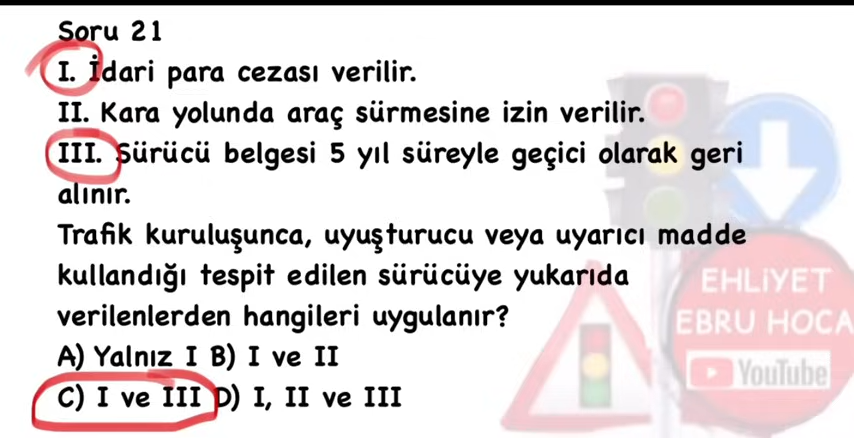 Soru 21
I. İdari para cezası verilir.
II. Kara yolunda araç sürmesine izin verilir.
III. Sürücü belgesi 5 yıl süreyle geçici olarak geri
alınır.
Trafik kuruluşunca, uyuşturucu veya uyarıcı madde
kullandığı tespit edilen sürücüye yukarıda
verilenlerden hangileri uygulanır?
A) Yalnız I B) I ve II
C) I ve III D) I, II ve III
EHLİYET
EBRU HOCA
YouTube